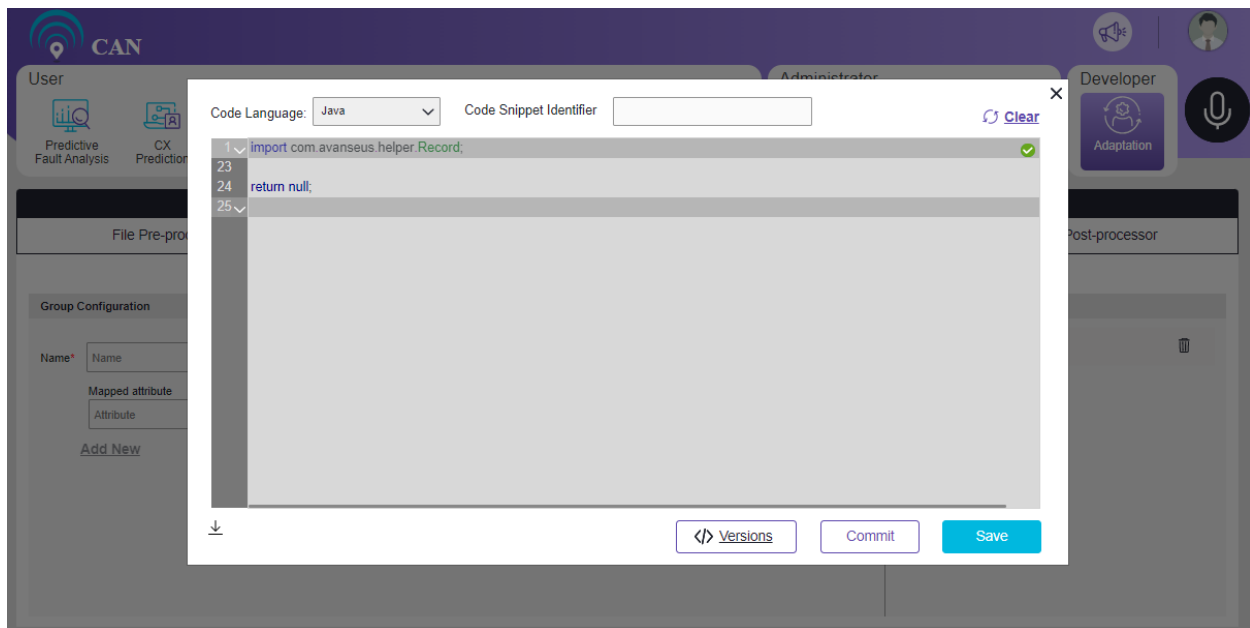 CAN
User
Administrator
Developer
Predictive
Fault Analysis
CX
Prediction
Adaptation
Code Language: Java
Code Snippet Identifier
Clear
1 import com.avanseus.helper.Record;
23
24 return null;
25
File Pre-pro
Post-processor
Group Configuration
Name* Name
Mapped attribute
Attribute
Add New
</> Versions
Commit
Save